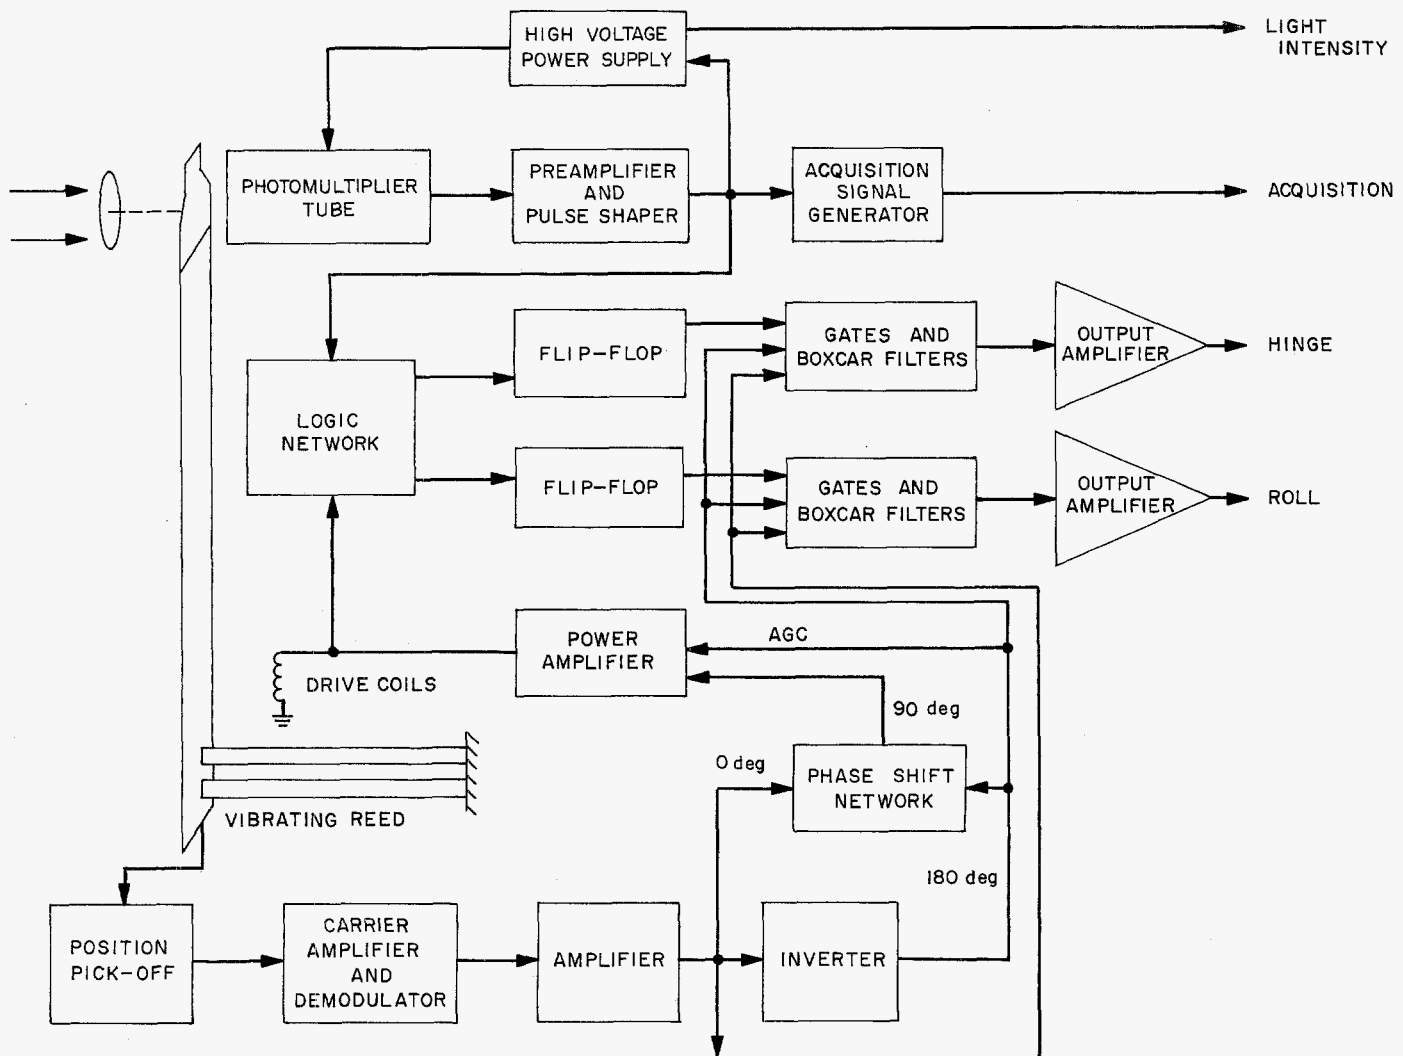 HIGH VOLTAGE
POWER SUPPLY
LIGHT
INTENSITY
PHOTOMULTIPLIER
TUBE
PREAMPLIFIER
AND
PULSE SHAPER
ACQUISITION
SIGNAL
GENERATOR
ACQUISITION
FLIP-FLOP
GATES AND
BOXCAR FILTERS
OUTPUT
AMPLIFIER
HINGE
LOGIC
NETWORK
FLIP-FLOP
GATES AND
BOXCAR FILTERS
OUTPUT
AMPLIFIER
ROLL
POWER
AMPLIFIER
AGC
DRIVE COILS
90 deg
0 deg
PHASE SHIFT
NETWORK
VIBRATING REED
180 deg
POSITION
PICK-OFF
CARRIER
AMPLIFIER
AND
DEMODULATOR
AMPLIFIER
INVERTER